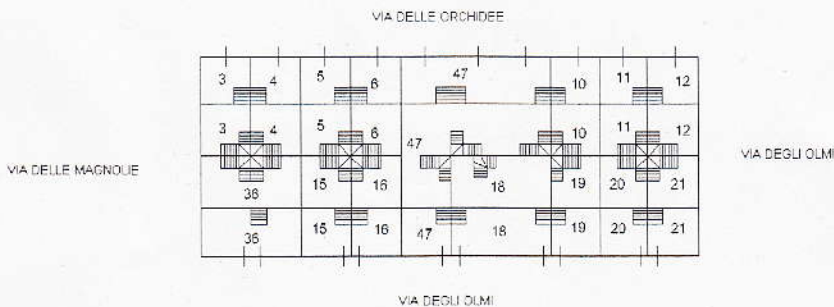 VIA DELLE ORCHIDEE
3 4 5 6 47 10 11 12
3 4 5 6 47 10 11 12
VIA DELLE MAGNOLIE
VIA DEGLI OLMI
36 15 16 18 19 20 21
36 15 16 47 18 19 20 21
VIA DEGLI OLMI